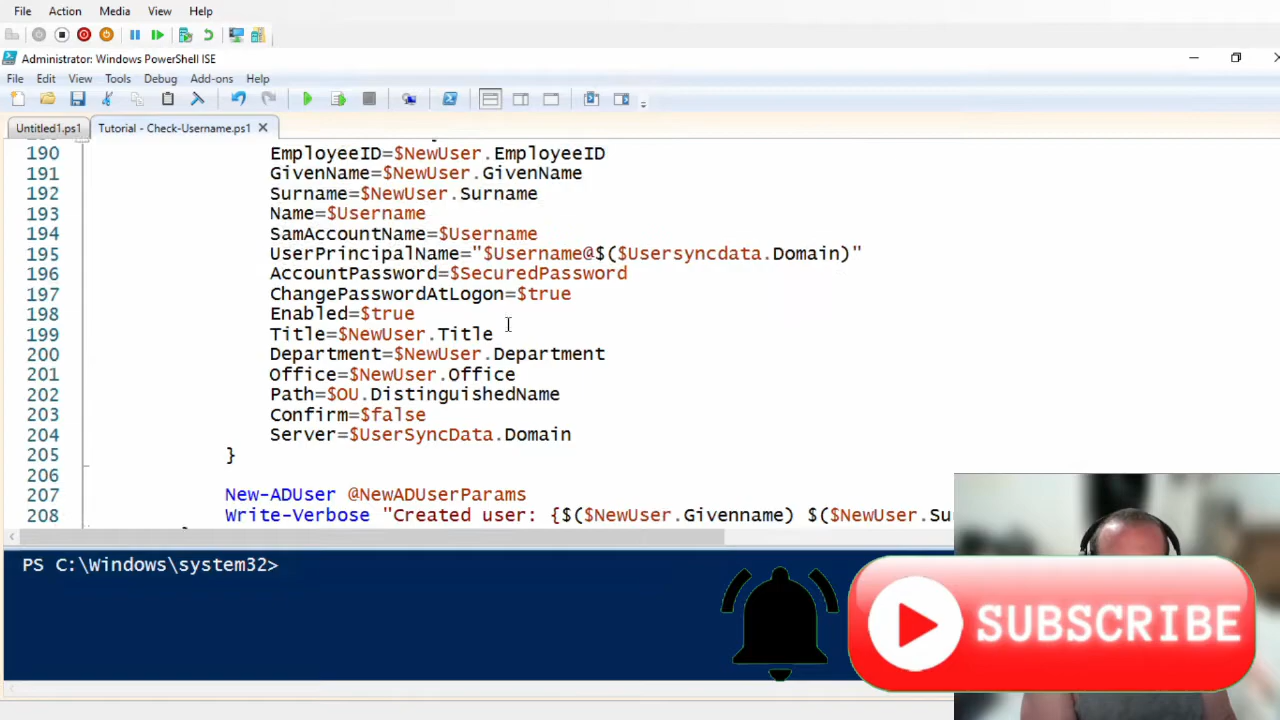 File Action Media View Help
Administrator: Windows PowerShell ISE
File Edit View Tools Debug Add-ons Help
Untitled1.ps1 Tutorial - Check-Username.ps1
190 EmployeeID=$NewUser.EmployeeID
191 GivenName=$NewUser.GivenName
192 Surname=$NewUser.Surname
193 Name=$Username
194 SamAccountName=$Username
195 UserPrincipalName="$Username@$($Usersyncdata.Domain)"
196 AccountPassword=$SecuredPassword
197 ChangePasswordAtLogon=$true
198 Enabled=$true
199 Title=$NewUser.Title
200 Department=$NewUser.Department
201 Office=$NewUser.Office
202 Path=$OU.DistinguishedName
203 Confirm=$false
204 Server=$UserSyncData.Domain
205 }
206
207 New-ADUser @NewADUserParams
208 Write-Verbose "Created user: {$($NewUser.Givenname) $($NewUser.Su
PS C:\Windows\system32>
SUBSCRIBE